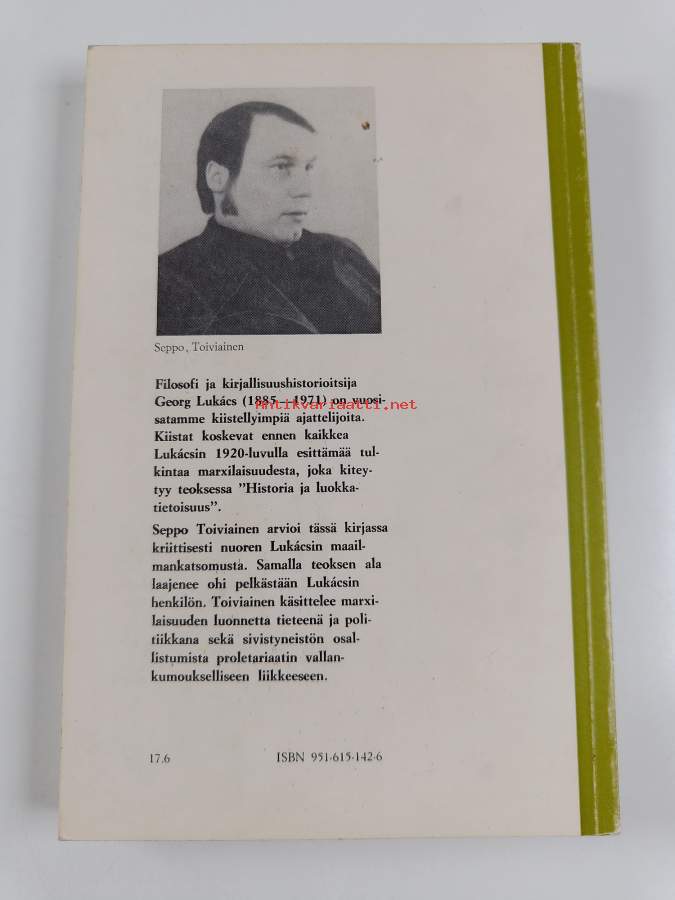 Seppo, Toiviainen
Filosofi ja kirjallisuushistorioitsija
Georg Lukács (1885—1971) on vuosi-
satamme kiistellyimpiä ajattelijoita.
Kiistat koskevat ennen kaikkea
Lukácsin 1920-luvulla esittämää tul-
kintaa marxilaisuudesta, joka kitey-
tyy teoksessa "Historia ja luokka-
tietoisuus".
Seppo Toiviainen arvioi tässä kirjassa
kriittisesti nuoren Lukácsin maail-
mankatsomusta. Samalla teoksen ala
laajenee ohi pelkästään Lukácsin
henkilön. Toiviainen käsittelee marxi-
laisuuden luonnetta tieteenä ja poli-
tiikkana sekä sivistyneistön osal-
listumista proletariaatin vallan-
kumoukselliseen liikkeeseen.
17.6 ISBN 951-615-142-6
antikvariaatti.net